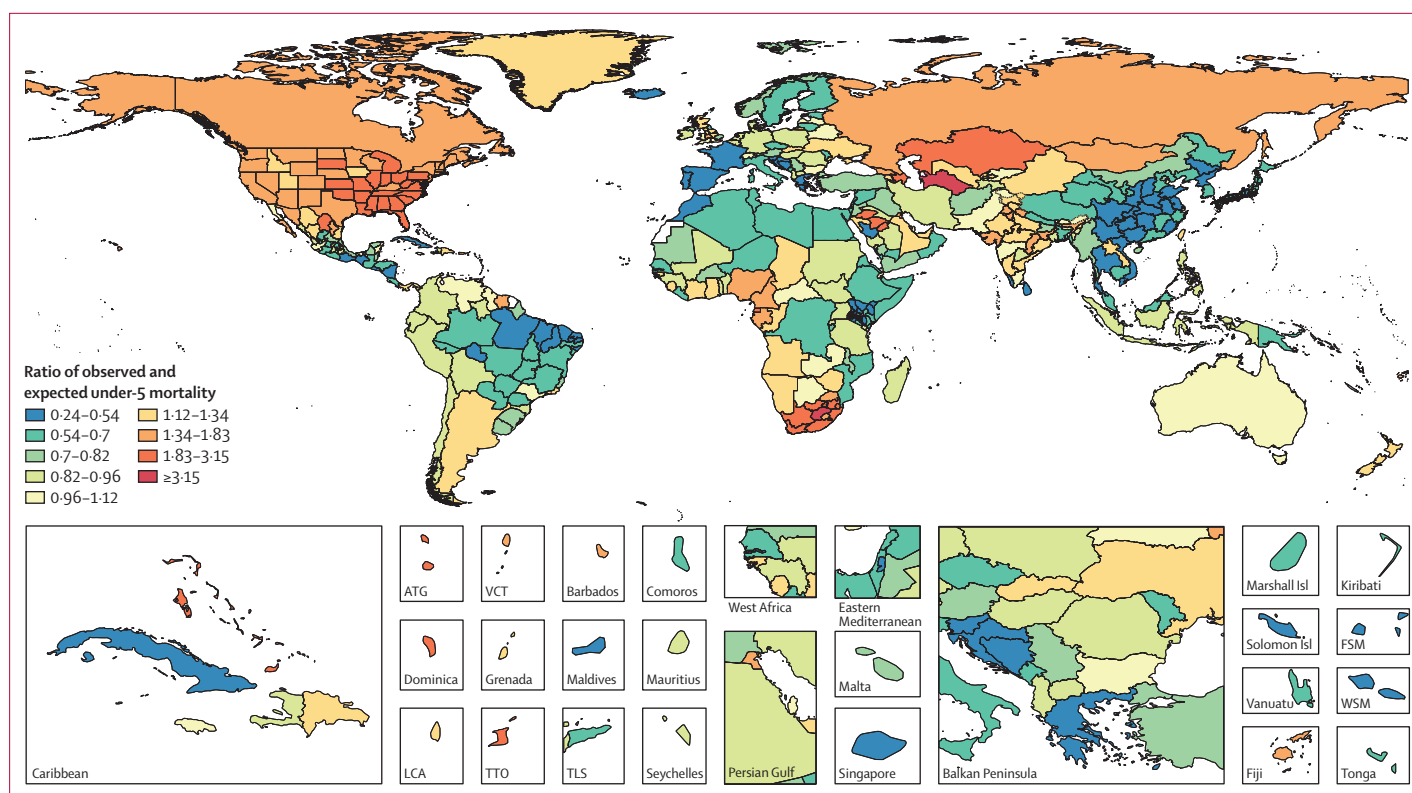 Ratio of observed and
expected under-5 mortality
0·24–0·54
0·54–0·7
0·7–0·82
0·82–0·96
0·96–1·12
1·12–1·34
1·34–1·83
1·83–3·15
≥3·15
Caribbean
ATG
VCT
Barbados
Comoros
West Africa
Eastern
Mediterranean
Marshall Isl
Kiribati
Dominica
Grenada
Maldives
Mauritius
Malta
Solomon Isl
FSM
Vanuatu
WSM
LCA
TTO
TLS
Seychelles
Persian Gulf
Singapore
Balkan Peninsula
Fiji
Tonga